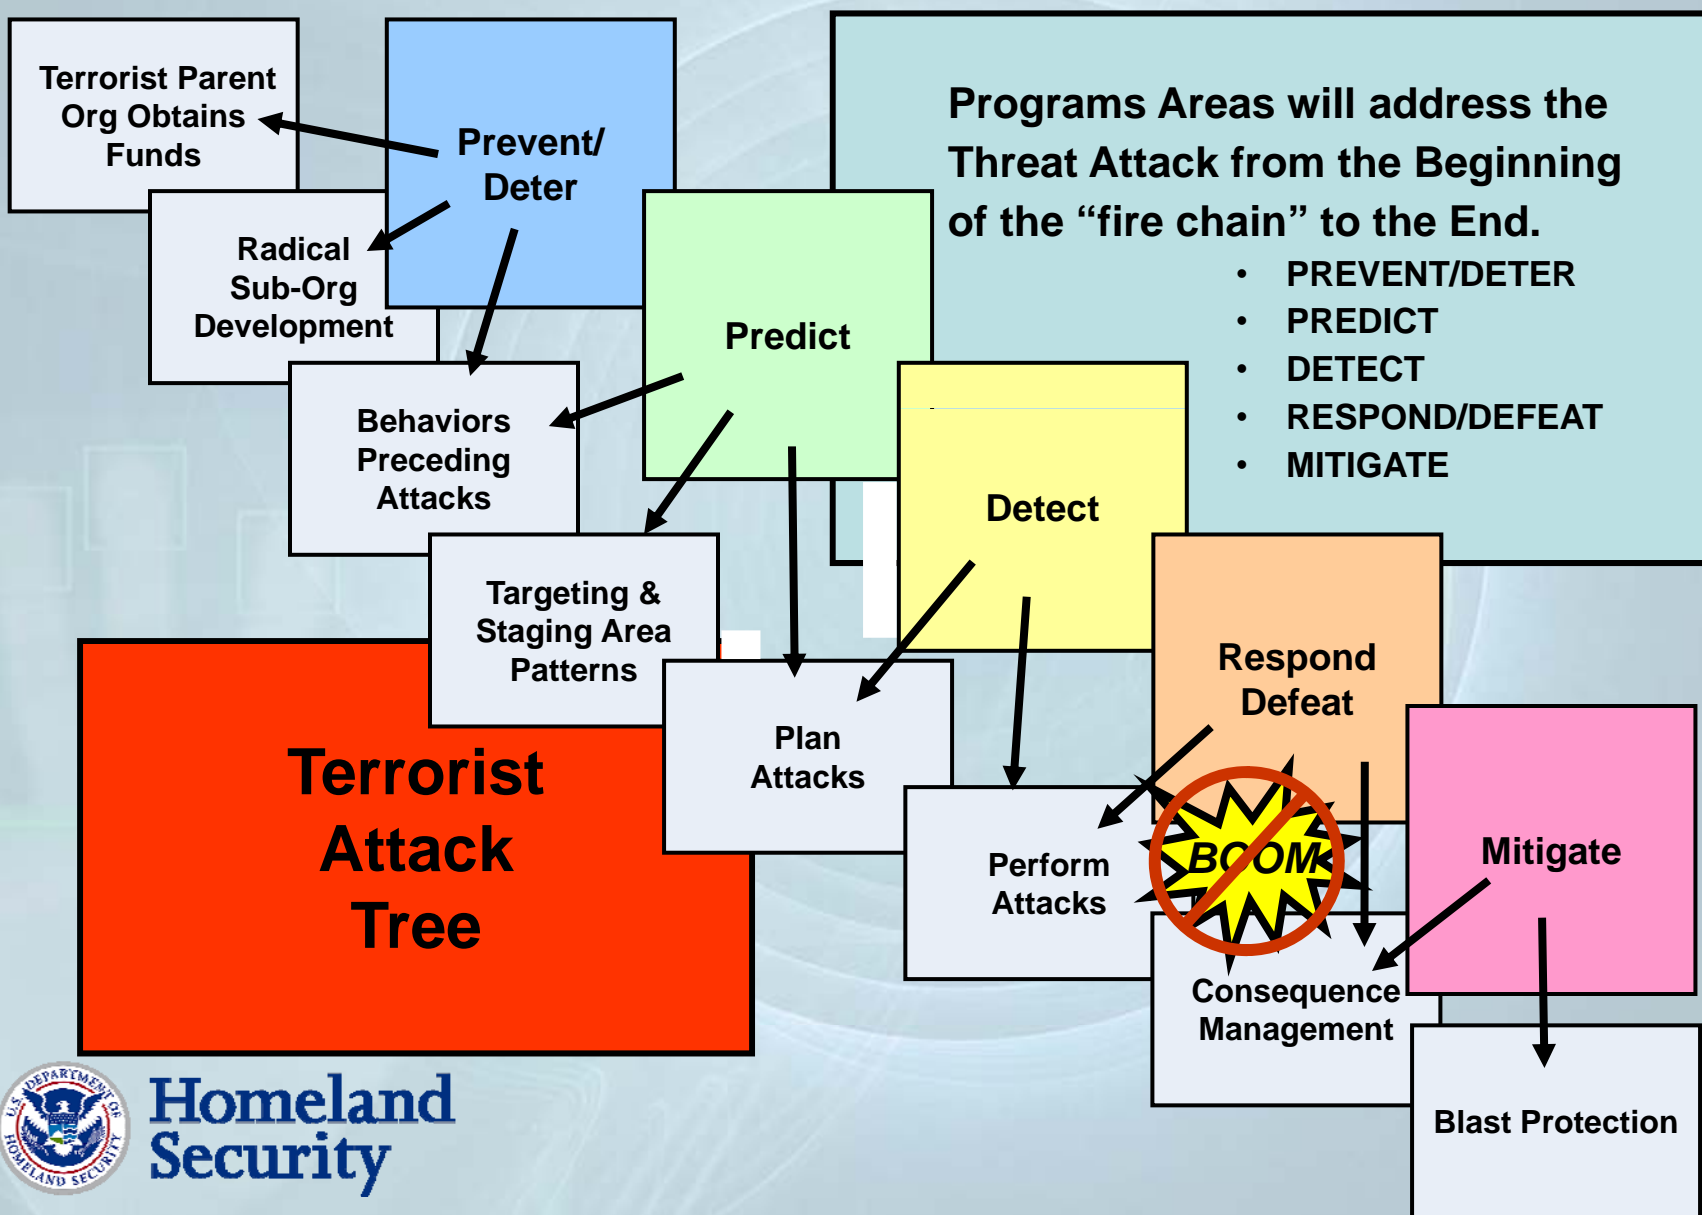 Terrorist Parent
Org Obtains
Funds
Prevent/
Deter
Programs Areas will address the
Threat Attack from the Beginning
of the “fire chain” to the End.
• PREVENT/DETER
• PREDICT
• DETECT
• RESPOND/DEFEAT
• MITIGATE
Radical
Sub-Org
Development
Predict
Behaviors
Preceding
Attacks
Detect
Targeting &
Staging Area
Patterns
Respond
Defeat
Plan
Attacks
Terrorist
Attack
Tree
Perform
Attacks
BOOM
Mitigate
Consequence
Management
Blast Protection
U.S. DEPARTMENT OF
HOMELAND SECURITY
Homeland
Security